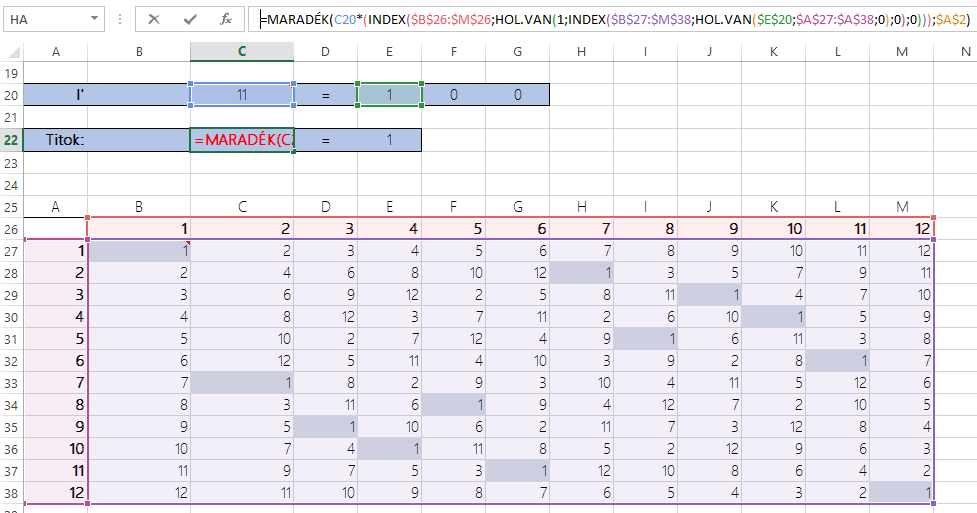 HA fx =MARADÉK(C20*(INDEX($B$26:$M$26;HOL.VAN(1;INDEX($B$27:$M$38;HOL.VAN($E$20;$A$27:$A$38;0);0);0)));$A$2)
A B C D E F G H I J K L M N
19
20 I' 11 = 1 0 0
21
22 Titok: =MARADÉK(C = 1
23
24
25 A B C D E F G H I J K L M
26 1 2 3 4 5 6 7 8 9 10 11 12
27 1 1 2 3 4 5 6 7 8 9 10 11 12
28 2 2 4 6 8 10 12 1 3 5 7 9 11
29 3 3 6 9 12 2 5 8 11 1 4 7 10
30 4 4 8 12 3 7 11 2 6 10 1 5 9
31 5 5 10 2 7 12 4 9 1 6 11 3 8
32 6 6 12 5 11 4 10 3 9 2 8 1 7
33 7 7 1 8 2 9 3 10 4 11 5 12 6
34 8 8 3 11 6 1 9 4 12 7 2 10 5
35 9 9 5 1 10 6 2 11 7 3 12 8 4
36 10 10 7 4 1 11 8 5 2 12 9 6 3
37 11 11 9 7 5 3 1 12 10 8 6 4 2
38 12 12 11 10 9 8 7 6 5 4 3 2 1